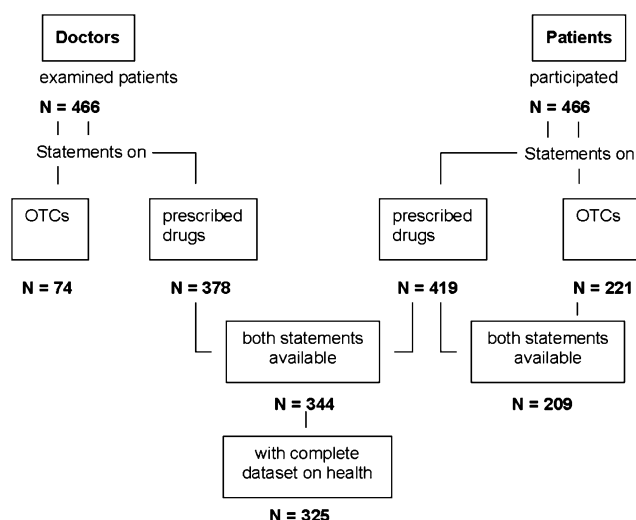 Doctors
Patients
examined patients
participated
N = 466
N = 466
Statements on
Statements on
OTCs
prescribed
drugs
prescribed
drugs
OTCs
N = 74
N = 378
N = 419
N = 221
both statements
available
both statements
available
N = 344
N = 209
with complete
dataset on health
N = 325